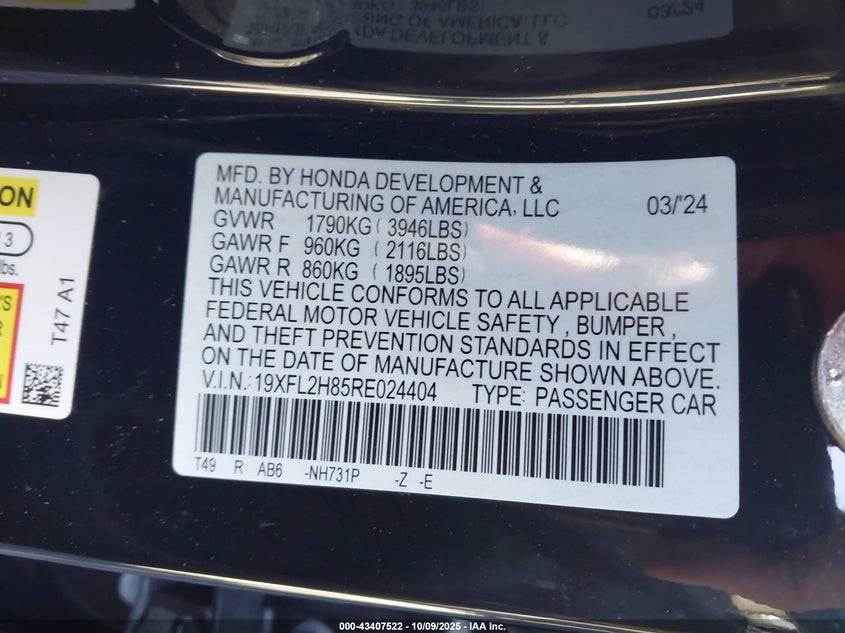 MFD. BY HONDA DEVELOPMENT &
MANUFACTURING OF AMERICA, LLC 03/'24
GVWR 1790KG (3946LBS)
GAWR F 960KG (2116LBS)
GAWR R 860KG (1895LBS)
THIS VEHICLE CONFORMS TO ALL APPLICABLE
FEDERAL MOTOR VEHICLE SAFETY, BUMPER,
AND THEFT PREVENTION STANDARDS IN EFFECT
ON THE DATE OF MANUFACTURE SHOWN ABOVE.
V.I.N.:19XFL2H85RE024404 TYPE: PASSENGER CAR
T49 R AB6 -NH731P -Z -E
ON
3
lbs.
'S
R
T47 A1
000-43407522 - 10/09/2025 - IAA Inc.